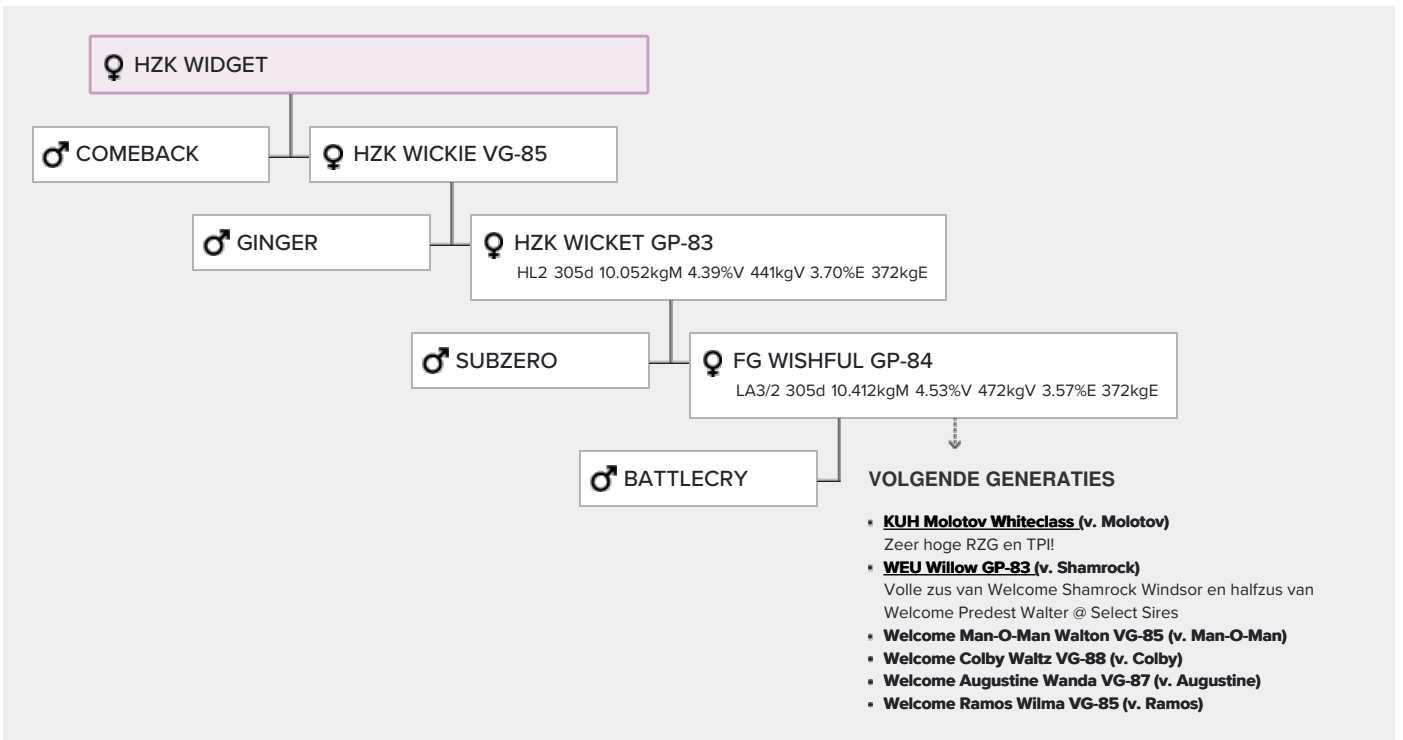 HZK WIDGET
COMEBACK
HZK WICKIE VG-85
GINGER
HZK WICKET GP-83
HL2 305d 10.052kgM 4.39%V 441kgV 3.70%E 372kgE
SUBZERO
FG WISHFUL GP-84
LA3/2 305d 10.412kgM 4.53%V 472kgV 3.57%E 372kgE
BATTLECRY
VOLGENDE GENERATIES
KUH Molotov Whiteclass (v. Molotov)
Zeer hoge RZG en TPI!
WEU Willow GP-83 (v. Shamrock)
Volle zus van Welcome Shamrock Windsor en halfzus van
Welcome Predest Walter @ Select Sires
Welcome Man-O-Man Walton VG-85 (v. Man-O-Man)
Welcome Colby Waltz VG-88 (v. Colby)
Welcome Augustine Wanda VG-87 (v. Augustine)
Welcome Ramos Wilma VG-85 (v. Ramos)